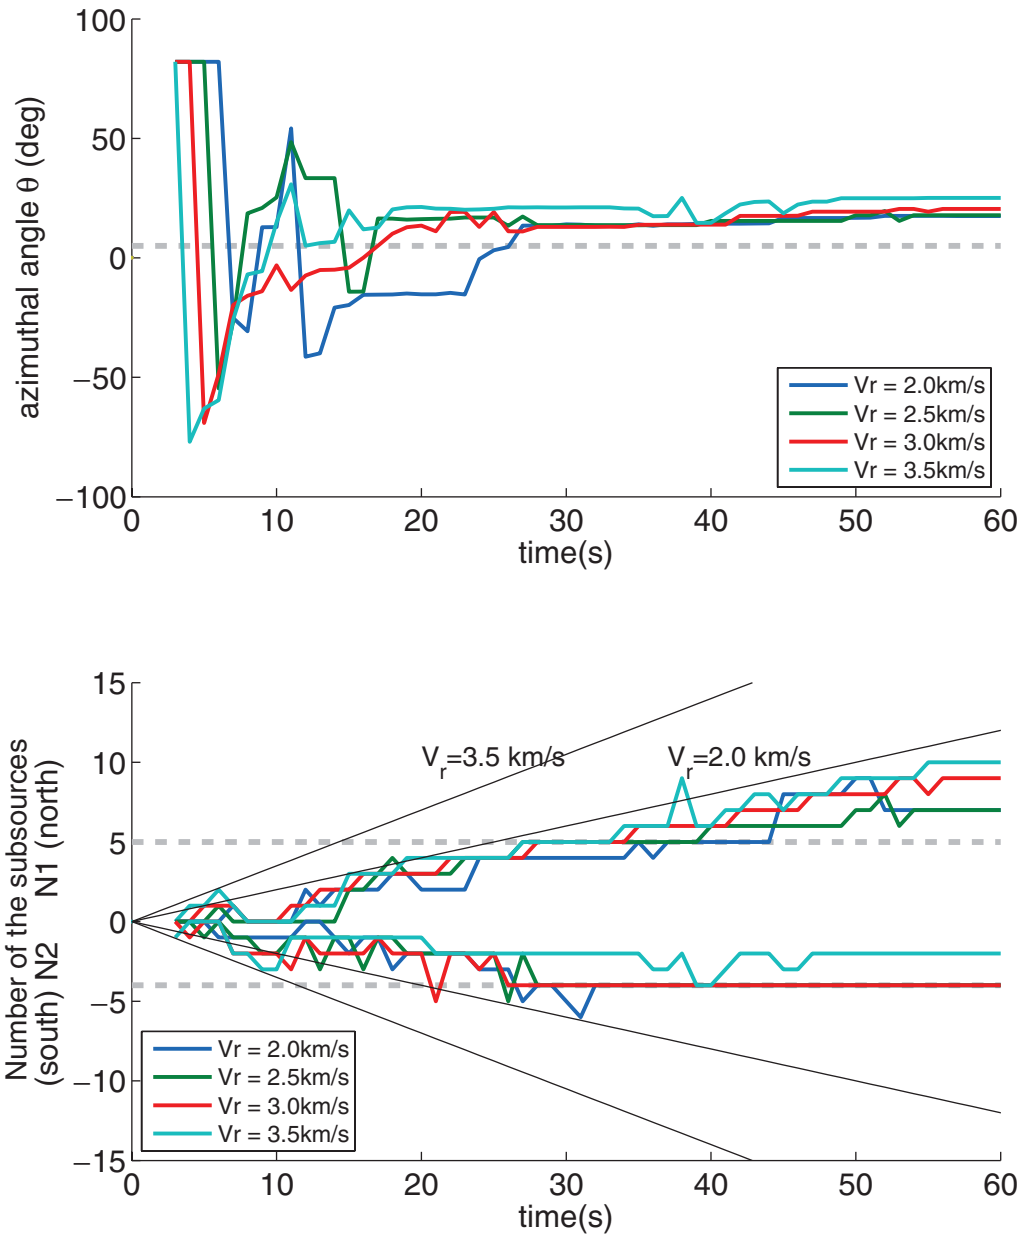 100
50
0
−50
−100
azimuthal angle θ (deg)
Vr = 2.0km/s
Vr = 2.5km/s
Vr = 3.0km/s
Vr = 3.5km/s
0 10 20 30 40 50 60
time(s)
15
10
5
0
−5
−10
−15
Number of the subsources
(south) N2 N1 (north)
Vr=3.5 km/s
Vr=2.0 km/s
Vr = 2.0km/s
Vr = 2.5km/s
Vr = 3.0km/s
Vr = 3.5km/s
0 10 20 30 40 50 60
time(s)